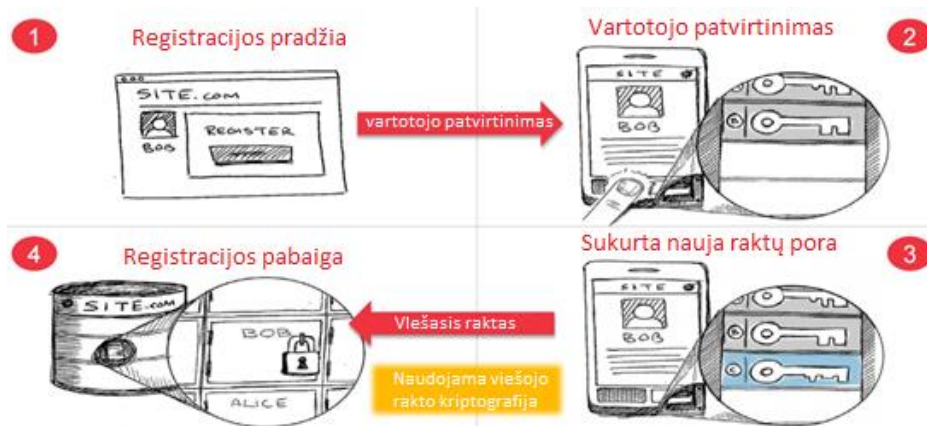 1
Registracijos pradžia
SITE.com
BOB
REGISTER
vartotojo patvirtinimas
Vartotojo patvirtinimas
2
SITE
BOB
4
Registracijos pabaiga
SITE.com
BOB
ALICE
VIešasis raktas
Naudojama viešojo
rakto kriptografija
Sukurta nauja raktų pora
3
SITE
BOB